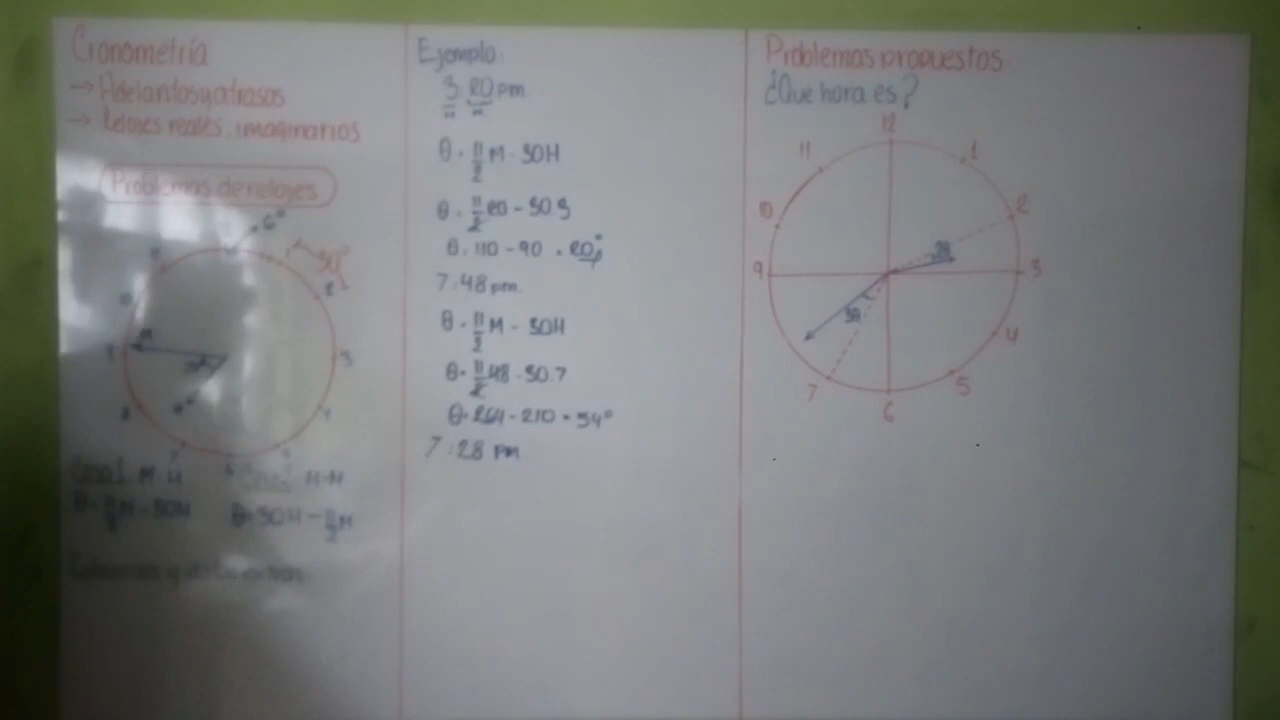 Cronometría
→ Adelantos y atrasos
→ Relojes reales, imaginarios
Problemas de relojes
6°
30°
2
3
M
Caso 1 M-H
H-M
θ = 11/2 M - 30H
θ = 30H - 11/2 M
Ejemplo:
3 20 pm
θ = 11/2 M - 30H
θ = 11/2 20 - 30.3
θ = 110 - 90 = 20°
7:48 pm.
θ = 11/2 M - 30H
θ = 11/2 48 - 30.7
θ = 264 - 210 = 54°
7:28 pm
Problemas propuestos:
¿Que hora es?
12
11
1
10
2
9
3
4
7
5
6